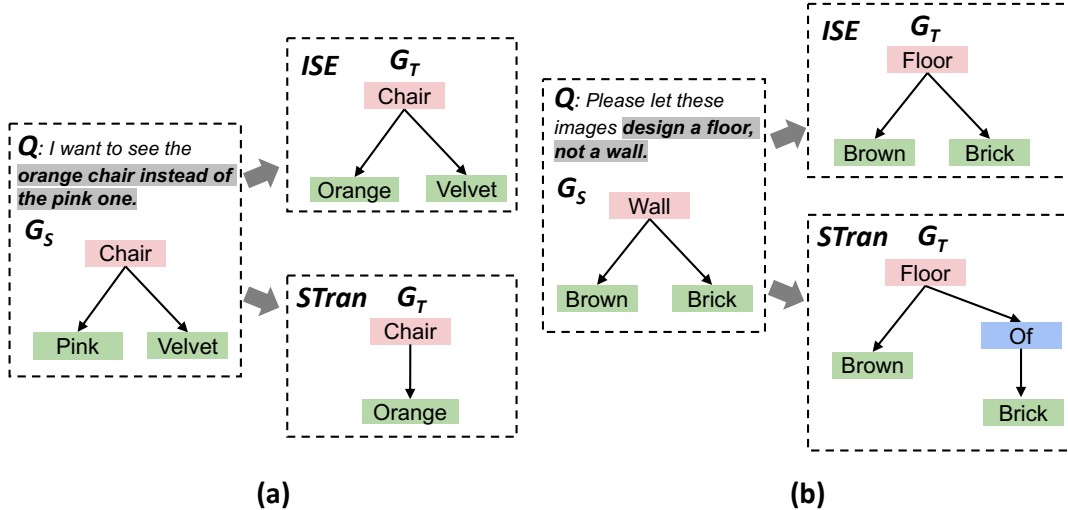 Q: I want to see the
orange chair instead of
the pink one.
G_S
Chair
Pink Velvet
ISE G_T
Chair
Orange Velvet
STran G_T
Chair
Orange
(a)
Q: Please let these
images design a floor,
not a wall.
G_S
Wall
Brown Brick
ISE G_T
Floor
Brown Brick
STran G_T
Floor
Of
Brown
Brick
(b)